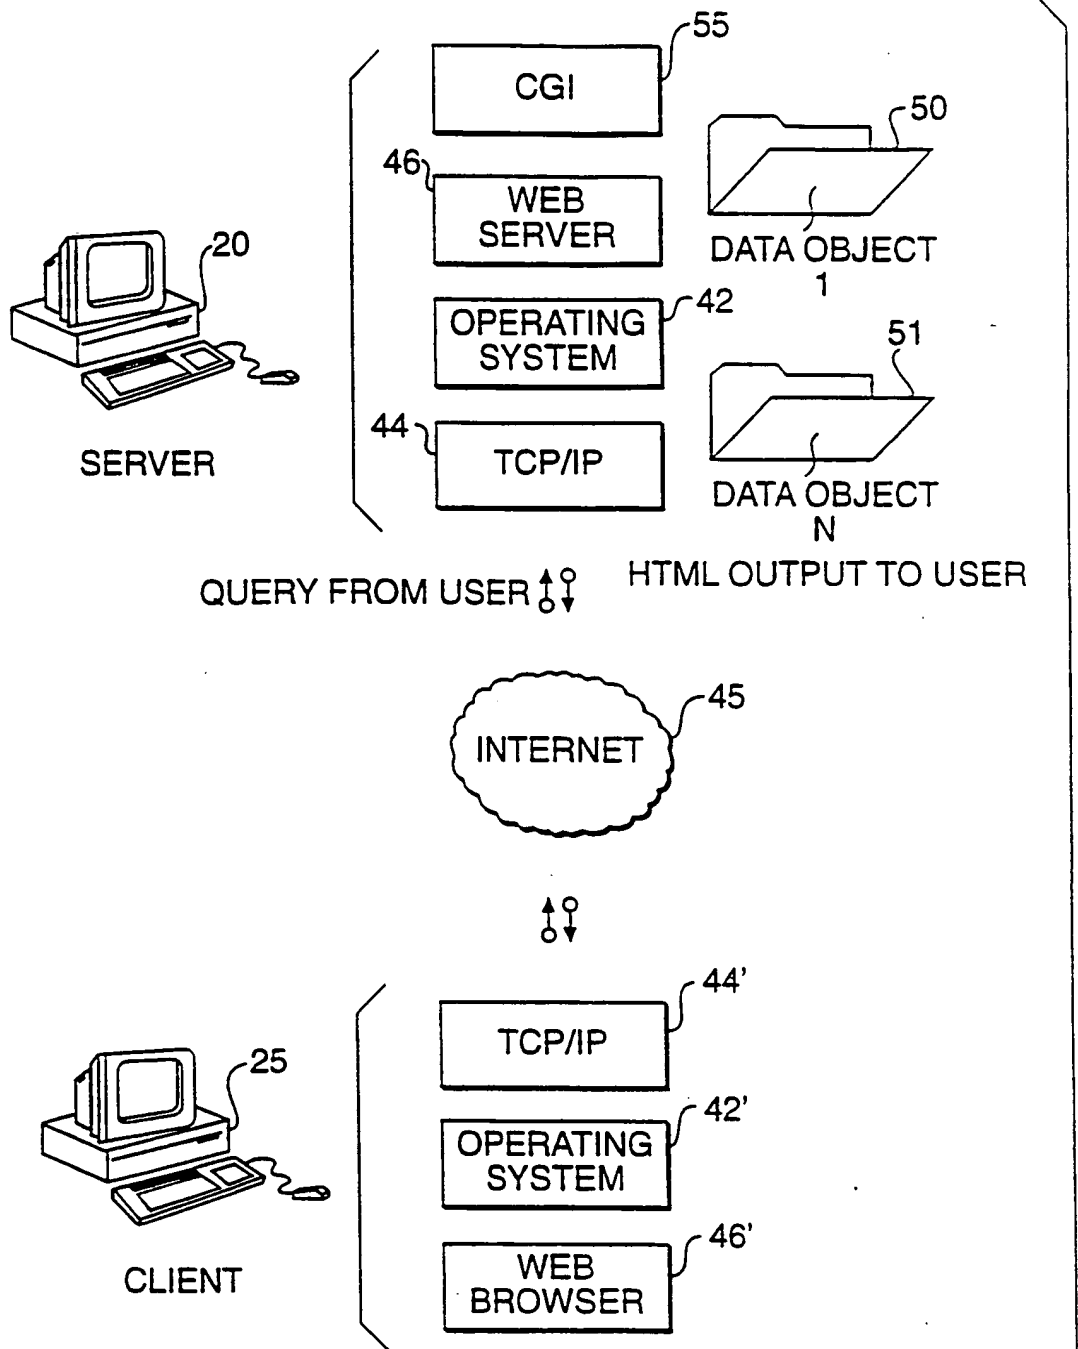 55
CGI
50
46
WEB
SERVER
DATA OBJECT
1
20
42
OPERATING
SYSTEM
51
44
TCP/IP
SERVER
DATA OBJECT
N
QUERY FROM USER
HTML OUTPUT TO USER
45
INTERNET
44'
TCP/IP
25
42'
OPERATING
SYSTEM
46'
WEB
BROWSER
CLIENT